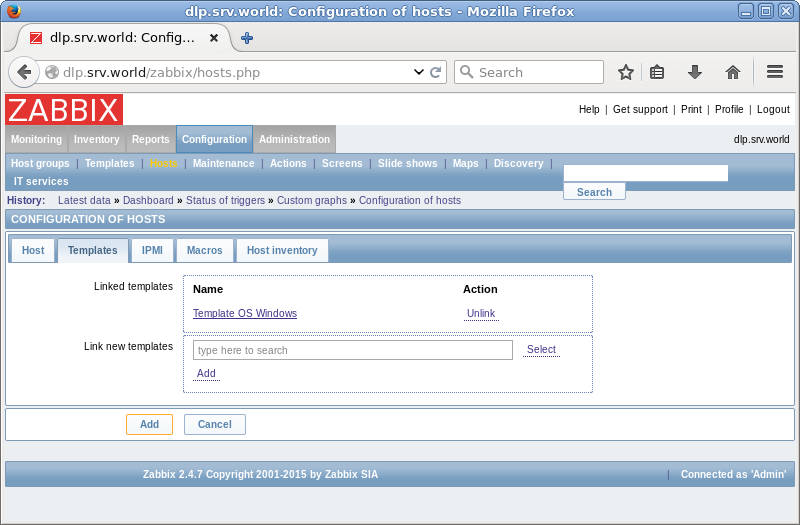 dlp.srv.world: Configuration of hosts - Mozilla Firefox
dlp.srv.world: Config...
dlp.srv.world/zabbix/hosts.php
Search
ZABBIX
Help | Get support | Print | Profile | Logout
Monitoring Inventory Reports Configuration Administration
dlp.srv.world
Host groups | Templates | Hosts | Maintenance | Actions | Screens | Slide shows | Maps | Discovery |
IT services
Search
History: Latest data » Dashboard » Status of triggers » Custom graphs » Configuration of hosts
CONFIGURATION OF HOSTS
Host Templates IPMI Macros Host inventory
Linked templates
Name Action
Template OS Windows Unlink
Link new templates
type here to search Select
Add
Add Cancel
Zabbix 2.4.7 Copyright 2001-2015 by Zabbix SIA | Connected as 'Admin'